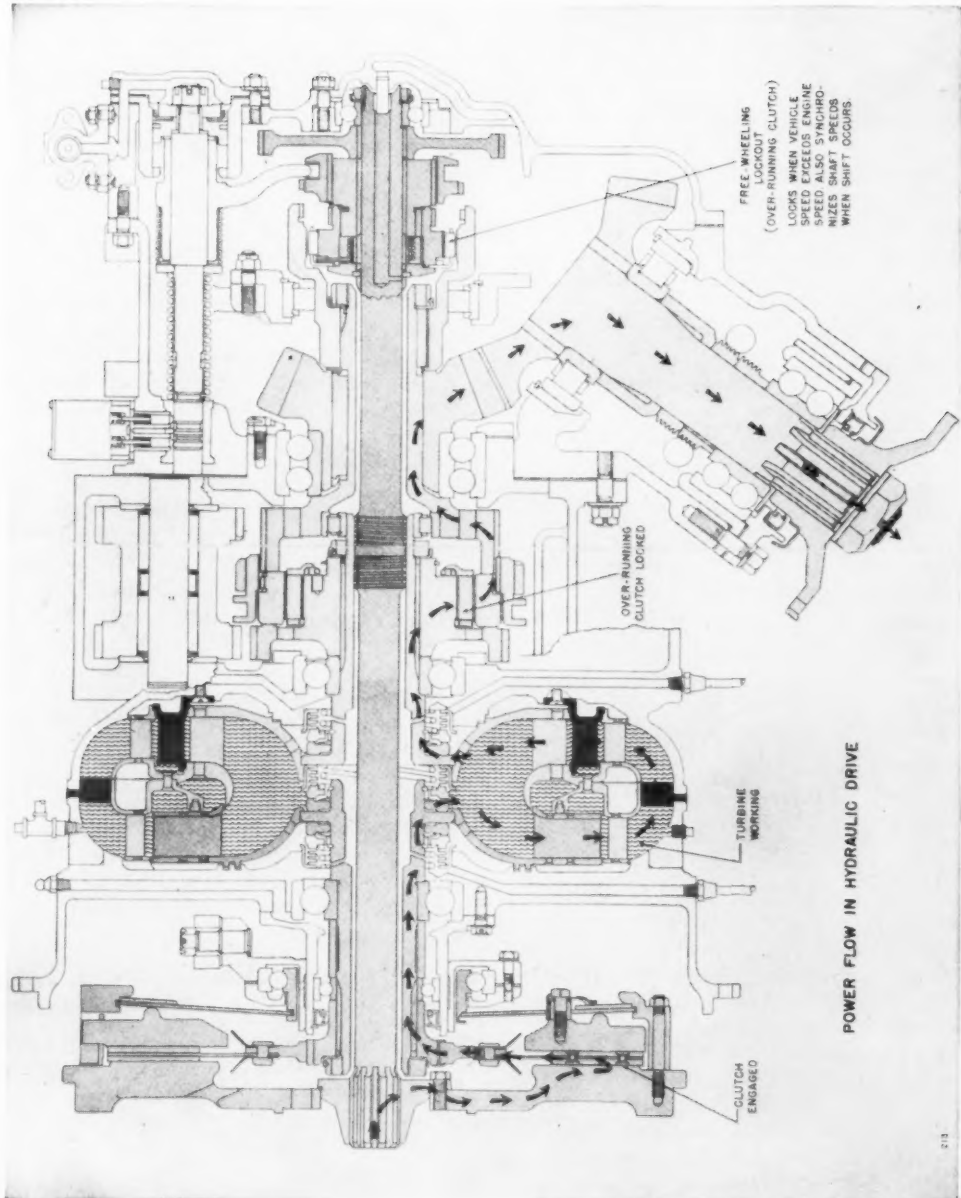 FREE-WHEELING
LOCKOUT
(OVER-RUNNING CLUTCH)
LOCKS WHEN VEHICLE
SPEED EXCEEDS ENGINE
SPEED ALSO SYNCHRO-
NIZES SHAFT SPEEDS
WHEN SHIFT OCCURS.
OVER-RUNNING
CLUTCH LOCKED
TURBINE
WORKING
CLUTCH
ENGAGED
POWER FLOW IN HYDRAULIC DRIVE